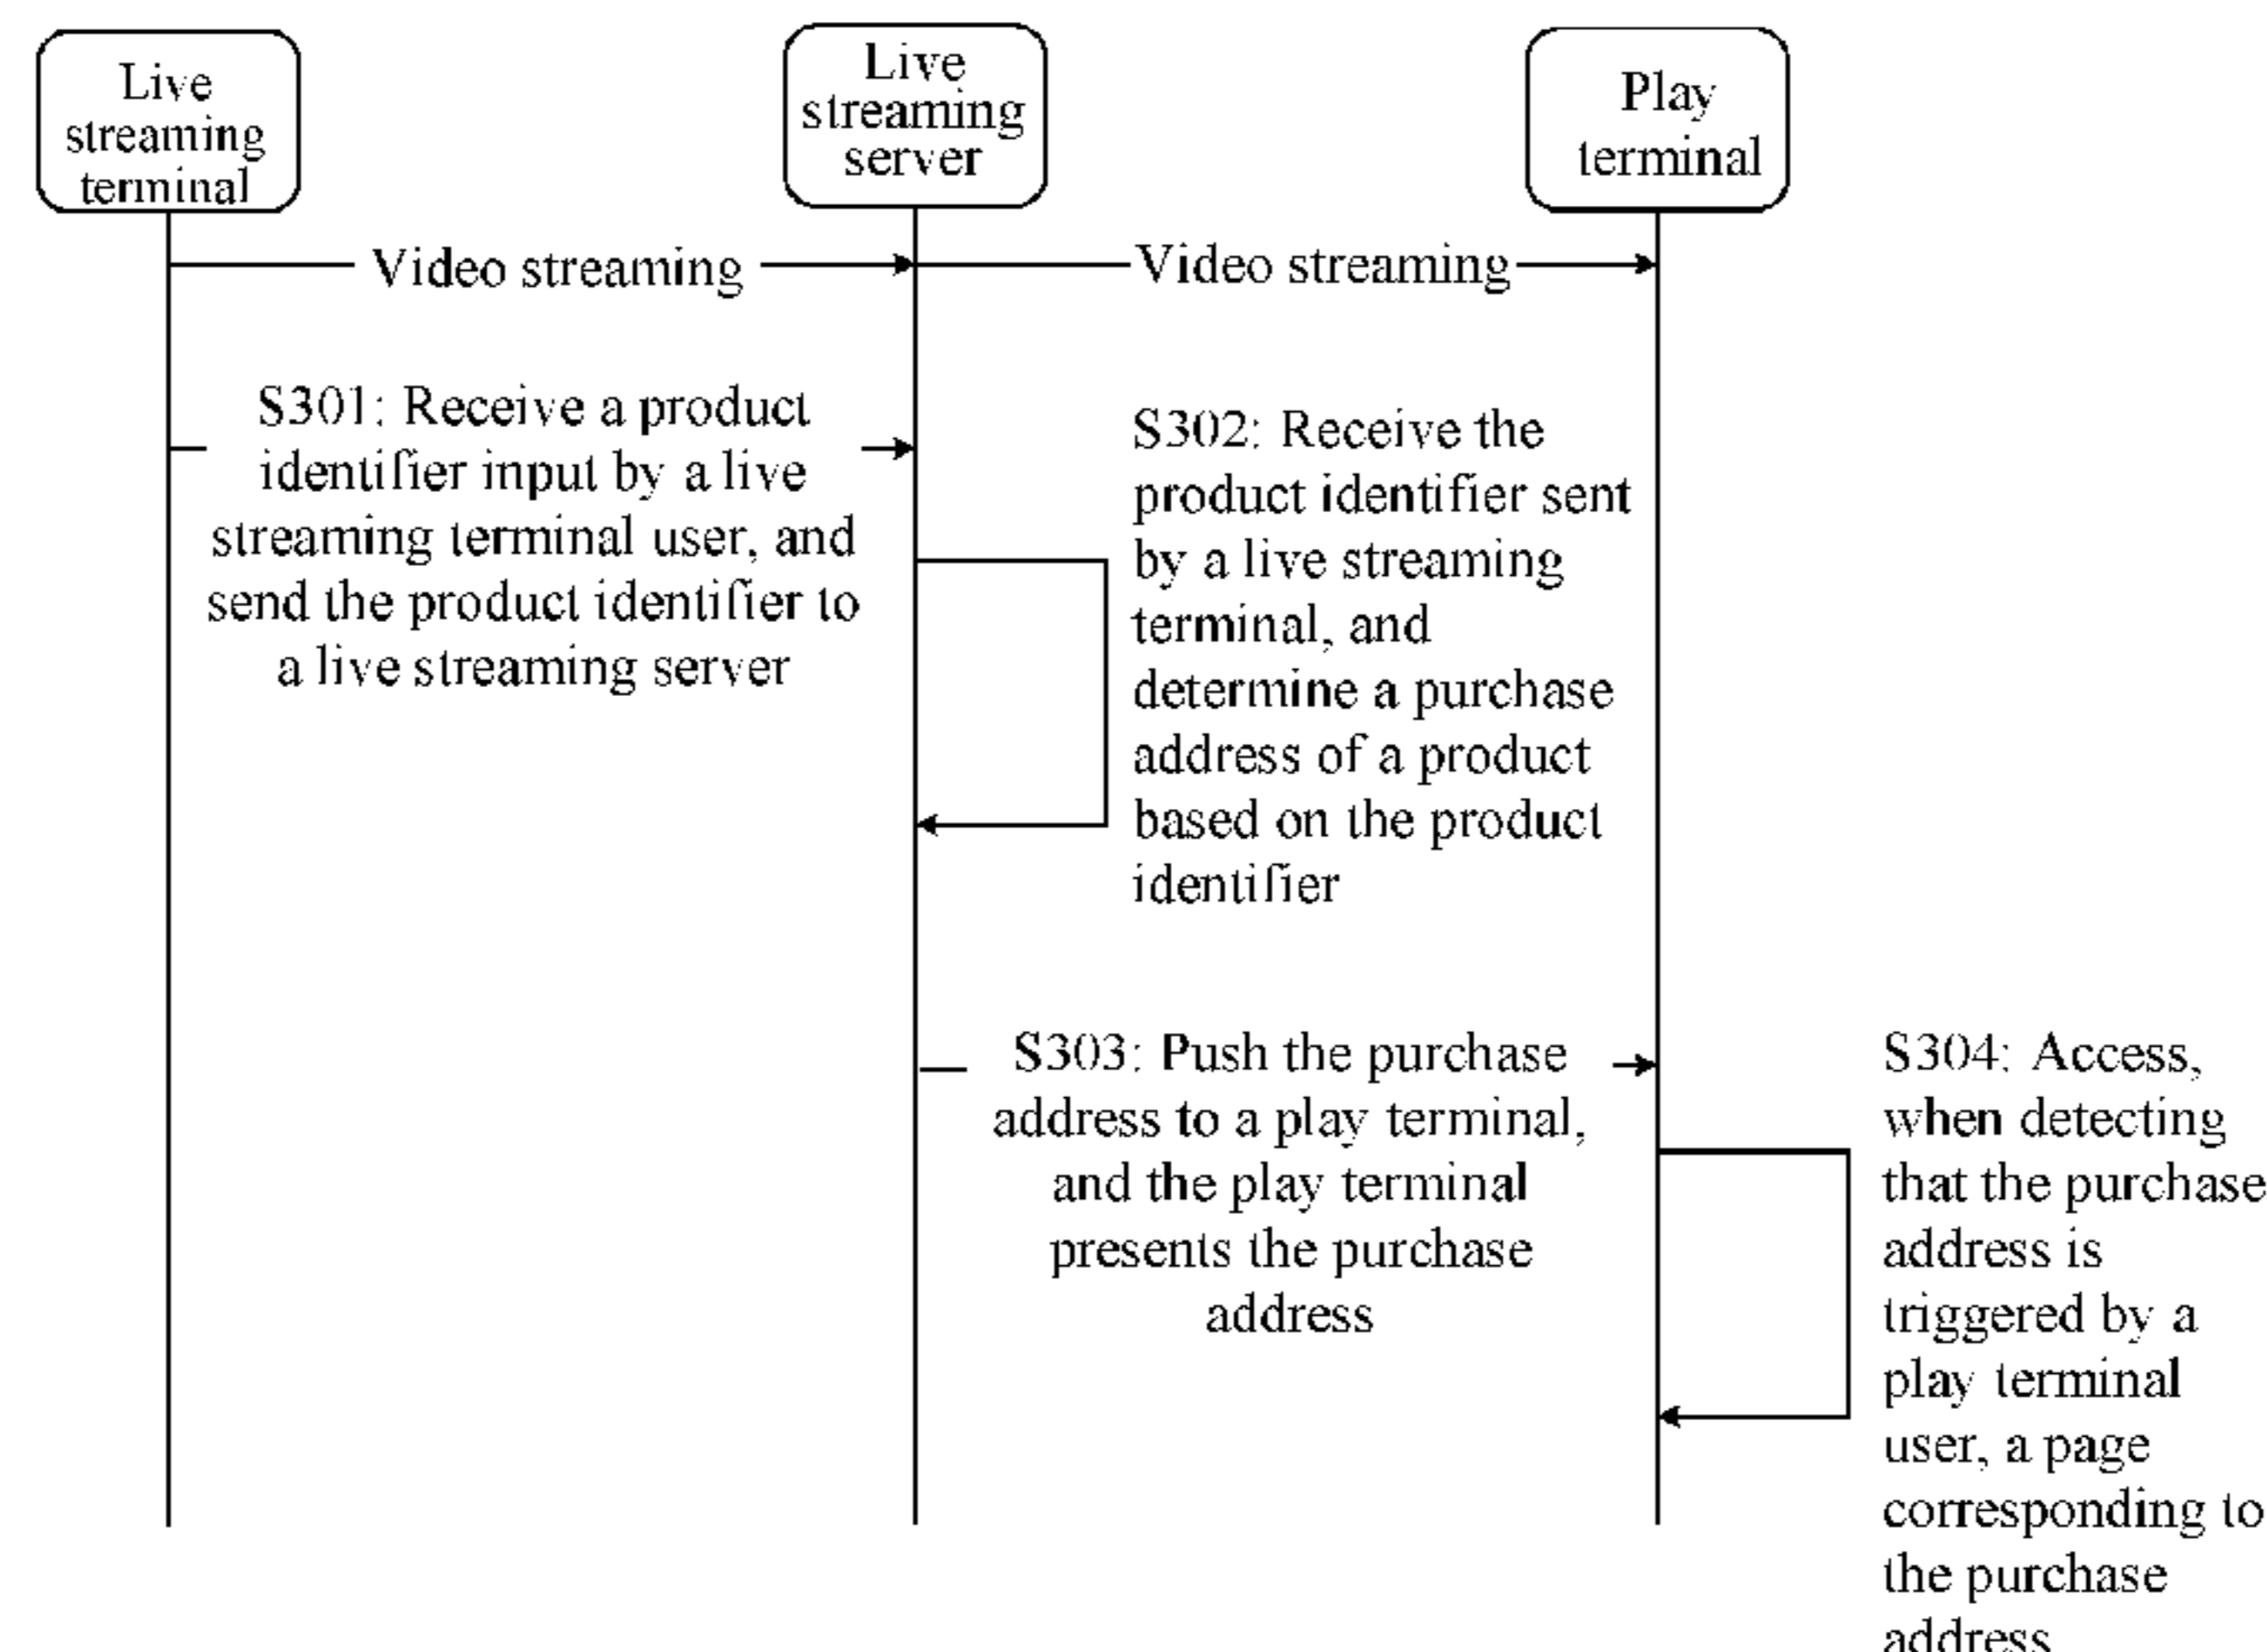 Live
streaming
terminal
Live
streaming
server
Play
terminal
Video streaming
Video streaming
S301: Receive a product
identifier input by a live
streaming terminal user, and
send the product identifier to
a live streaming server
S302: Receive the
product identifier sent
by a live streaming
terminal, and
determine a purchase
address of a product
based on the product
identifier
S303: Push the purchase
address to a play terminal,
and the play terminal
presents the purchase
address
S304: Access,
when detecting
that the purchase
address is
triggered by a
play terminal
user, a page
corresponding to
the purchase
address